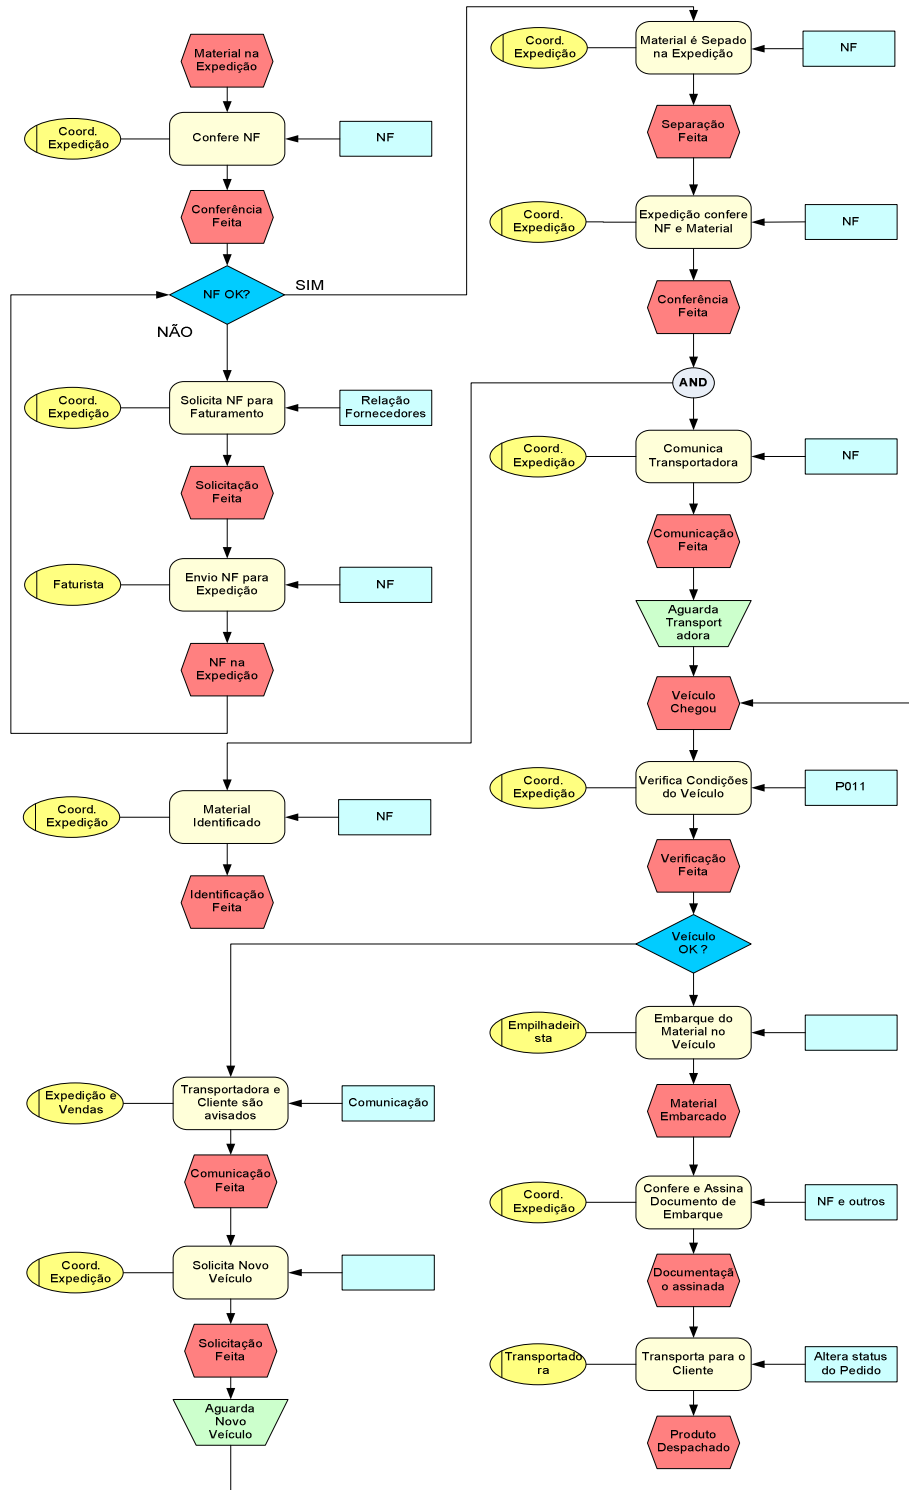 Material na
Expedição
Coord.
Expedição
Confere NF
NF
Conferência
Feita
NF OK?
SIM
NÃO
Coord.
Expedição
Solicita NF para
Faturamento
Relação
Fornecedores
Solicitação
Feita
Faturista
Envio NF para
Expedição
NF
NF na
Expedição
Coord.
Expedição
Material
Identificado
NF
Identificação
Feita
Expedição e
Vendas
Transportadora e
Cliente são
avisados
Comunicação
Comunicação
Feita
Coord.
Expedição
Solicita Novo
Veículo
Solicitação
Feita
Aguarda
Novo
Veículo
Coord.
Expedição
Material é Sepado
na Expedição
NF
Separação
Feita
Coord.
Expedição
Expedição confere
NF e Material
NF
Conferência
Feita
AND
Coord.
Expedição
Comunica
Transportadora
NF
Comunicação
Feita
Aguarda
Transport
adora
Veículo
Chegou
Coord.
Expedição
Verifica Condições
do Veículo
P011
Verificação
Feita
Veículo
OK ?
Empilhadeiri
sta
Embarque do
Material no
Veículo
Material
Embarcado
Coord.
Expedição
Confere e Assina
Documento de
Embarque
NF e outros
Documentaçã
o assinada
Transportado
ra
Transporta para o
Cliente
Altera status
do Pedido
Produto
Despachado